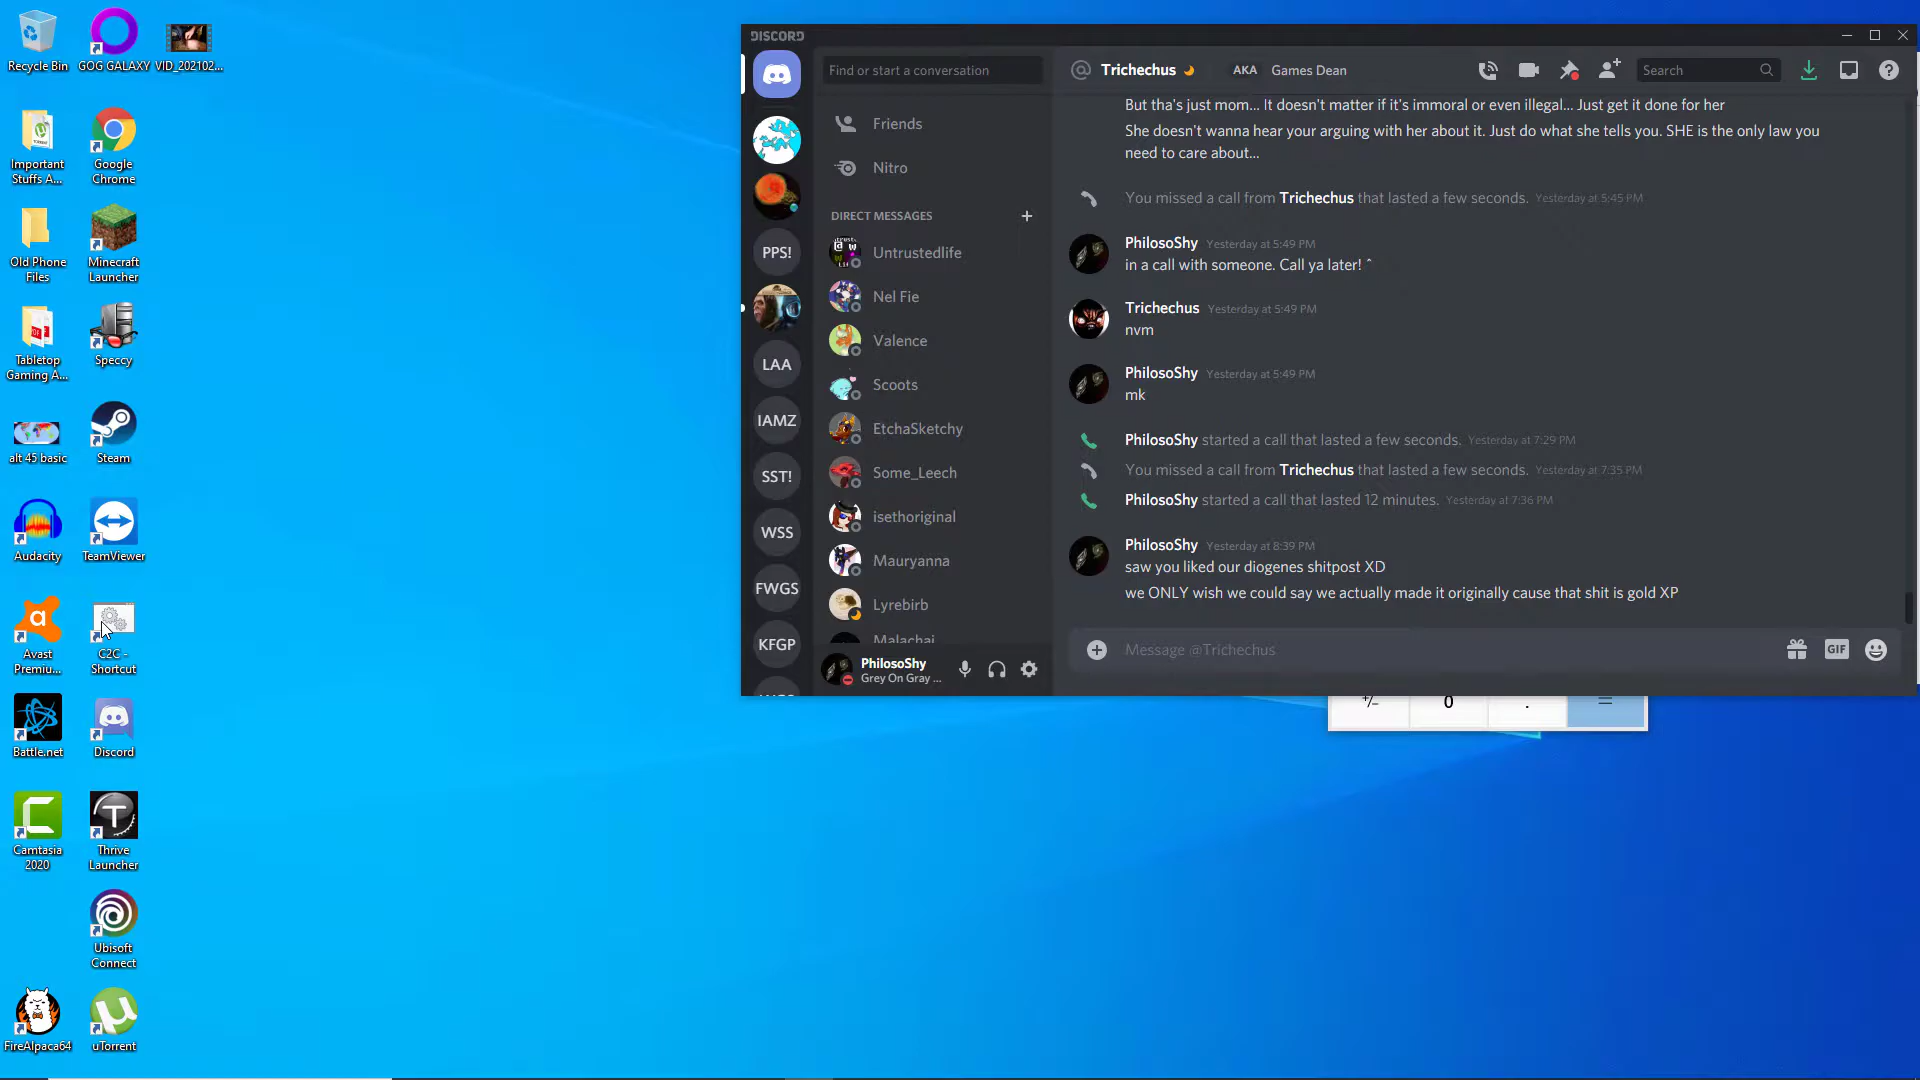 Recycle Bin
GOG GALAXY
VID_202102...
Important
Stuffs A...
Google
Chrome
Old Phone
Files
Minecraft
Launcher
Tabletop
Gaming A...
Speccy
alt 45 basic
Steam
Audacity
TeamViewer
Avast
Premiu...
C2C -
Shortcut
Battle.net
Discord
Camtasia
2020
Thrive
Launcher
Ubisoft
Connect
FireAlpaca64
uTorrent
DISCORD
PPS!
LAA
IAMZ
SST!
WSS
FWGS
KFGP
Find or start a conversation
Friends
Nitro
DIRECT MESSAGES
Untrustedlife
Nel Fie
Valence
Scoots
EtchaSketchy
Some_Leech
isethoriginal
Mauryanna
Lyrebirb
Malachai
PhilosoShy
Grey On Gray ...
Trichechus
AKA Games Dean
Search
But tha's just mom... It doesn't matter if it's immoral or even illegal... Just get it done for her
She doesn't wanna hear your arguing with her about it. Just do what she tells you. SHE is the only law you
need to care about...
You missed a call from Trichechus that lasted a few seconds. Yesterday at 5:45 PM
PhilosoShy Yesterday at 5:49 PM
in a call with someone. Call ya later! ^
Trichechus Yesterday at 5:49 PM
nvm
PhilosoShy Yesterday at 5:49 PM
mk
PhilosoShy started a call that lasted a few seconds. Yesterday at 7:29 PM
You missed a call from Trichechus that lasted a few seconds. Yesterday at 7:35 PM
PhilosoShy started a call that lasted 12 minutes. Yesterday at 7:36 PM
PhilosoShy Yesterday at 8:39 PM
saw you liked our diogenes shitpost XD
we ONLY wish we could say we actually made it originally cause that shit is gold XP
Message @Trichechus
GIF
+/- 0 . =